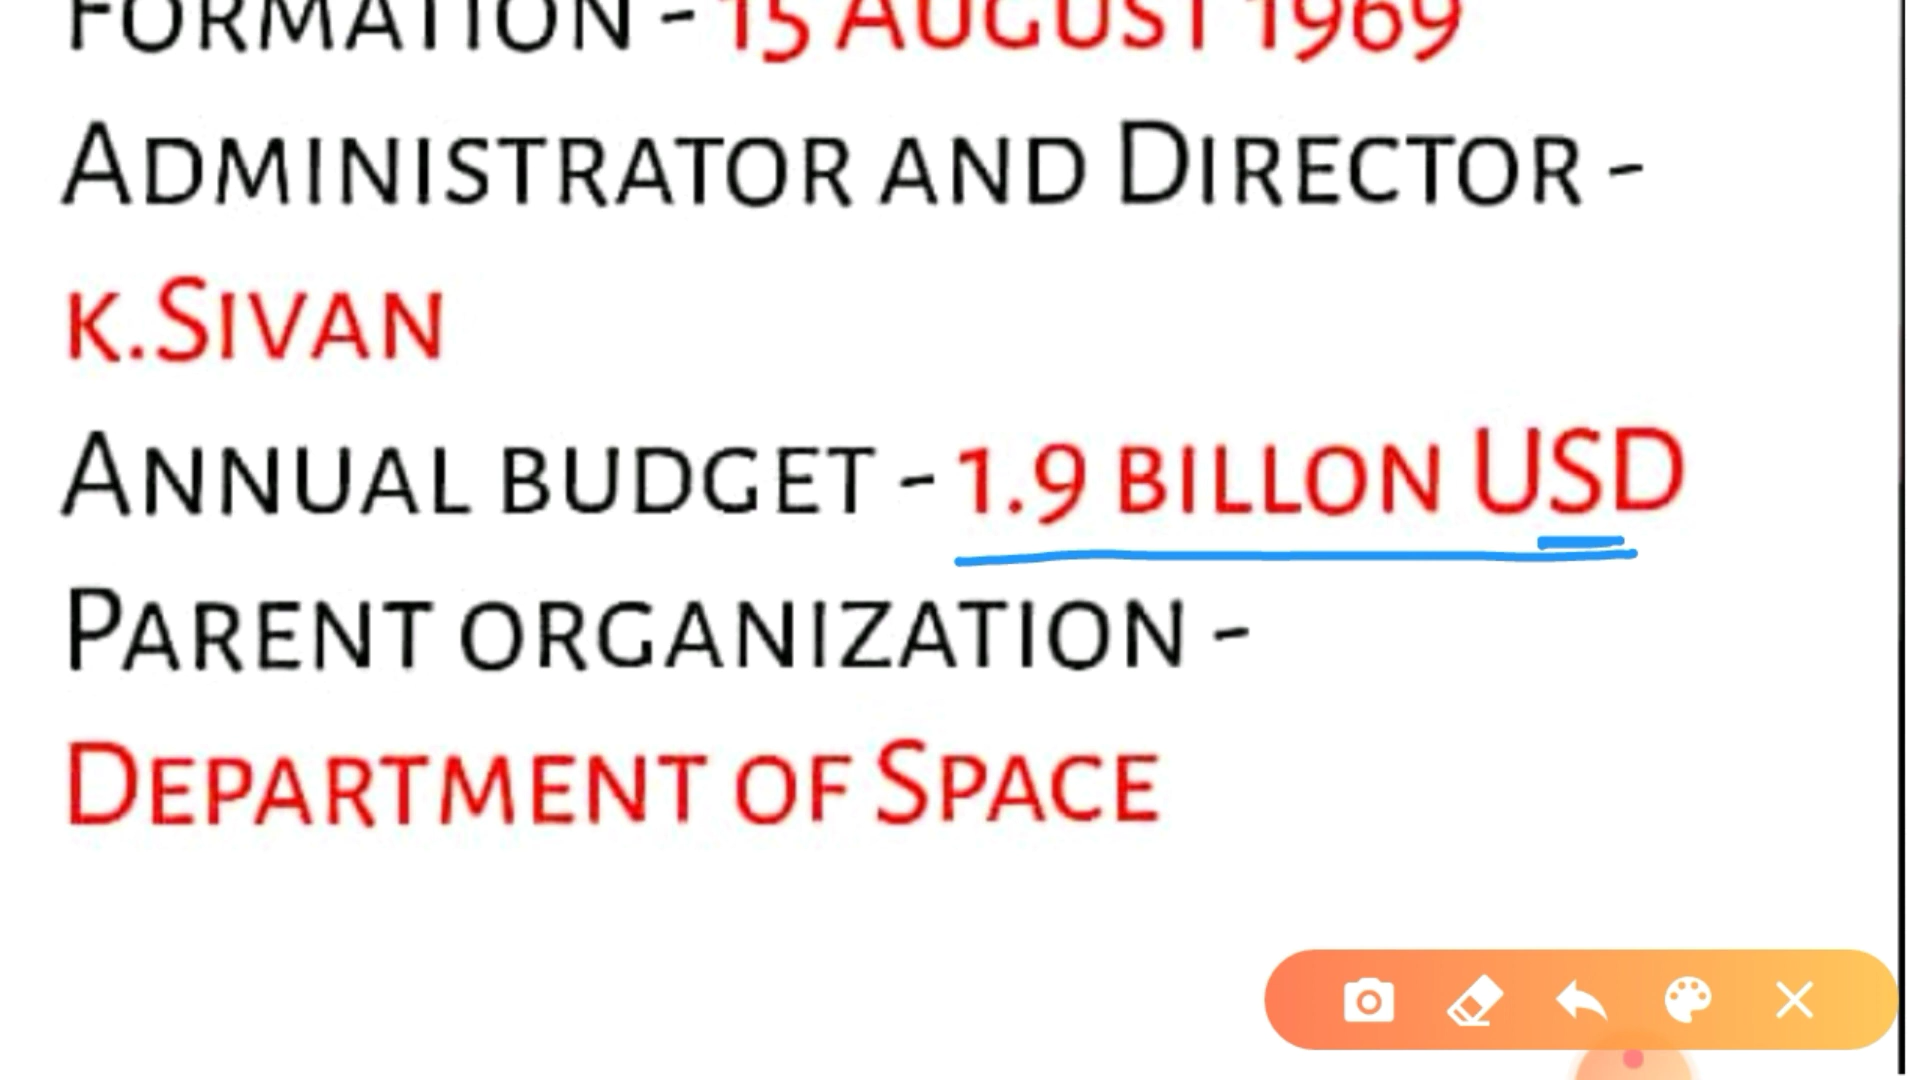 Formation - 15 August 1969
Administrator and Director -
K.Sivan
Annual budget - 1.9 billon USD
Parent organization -
Department of Space